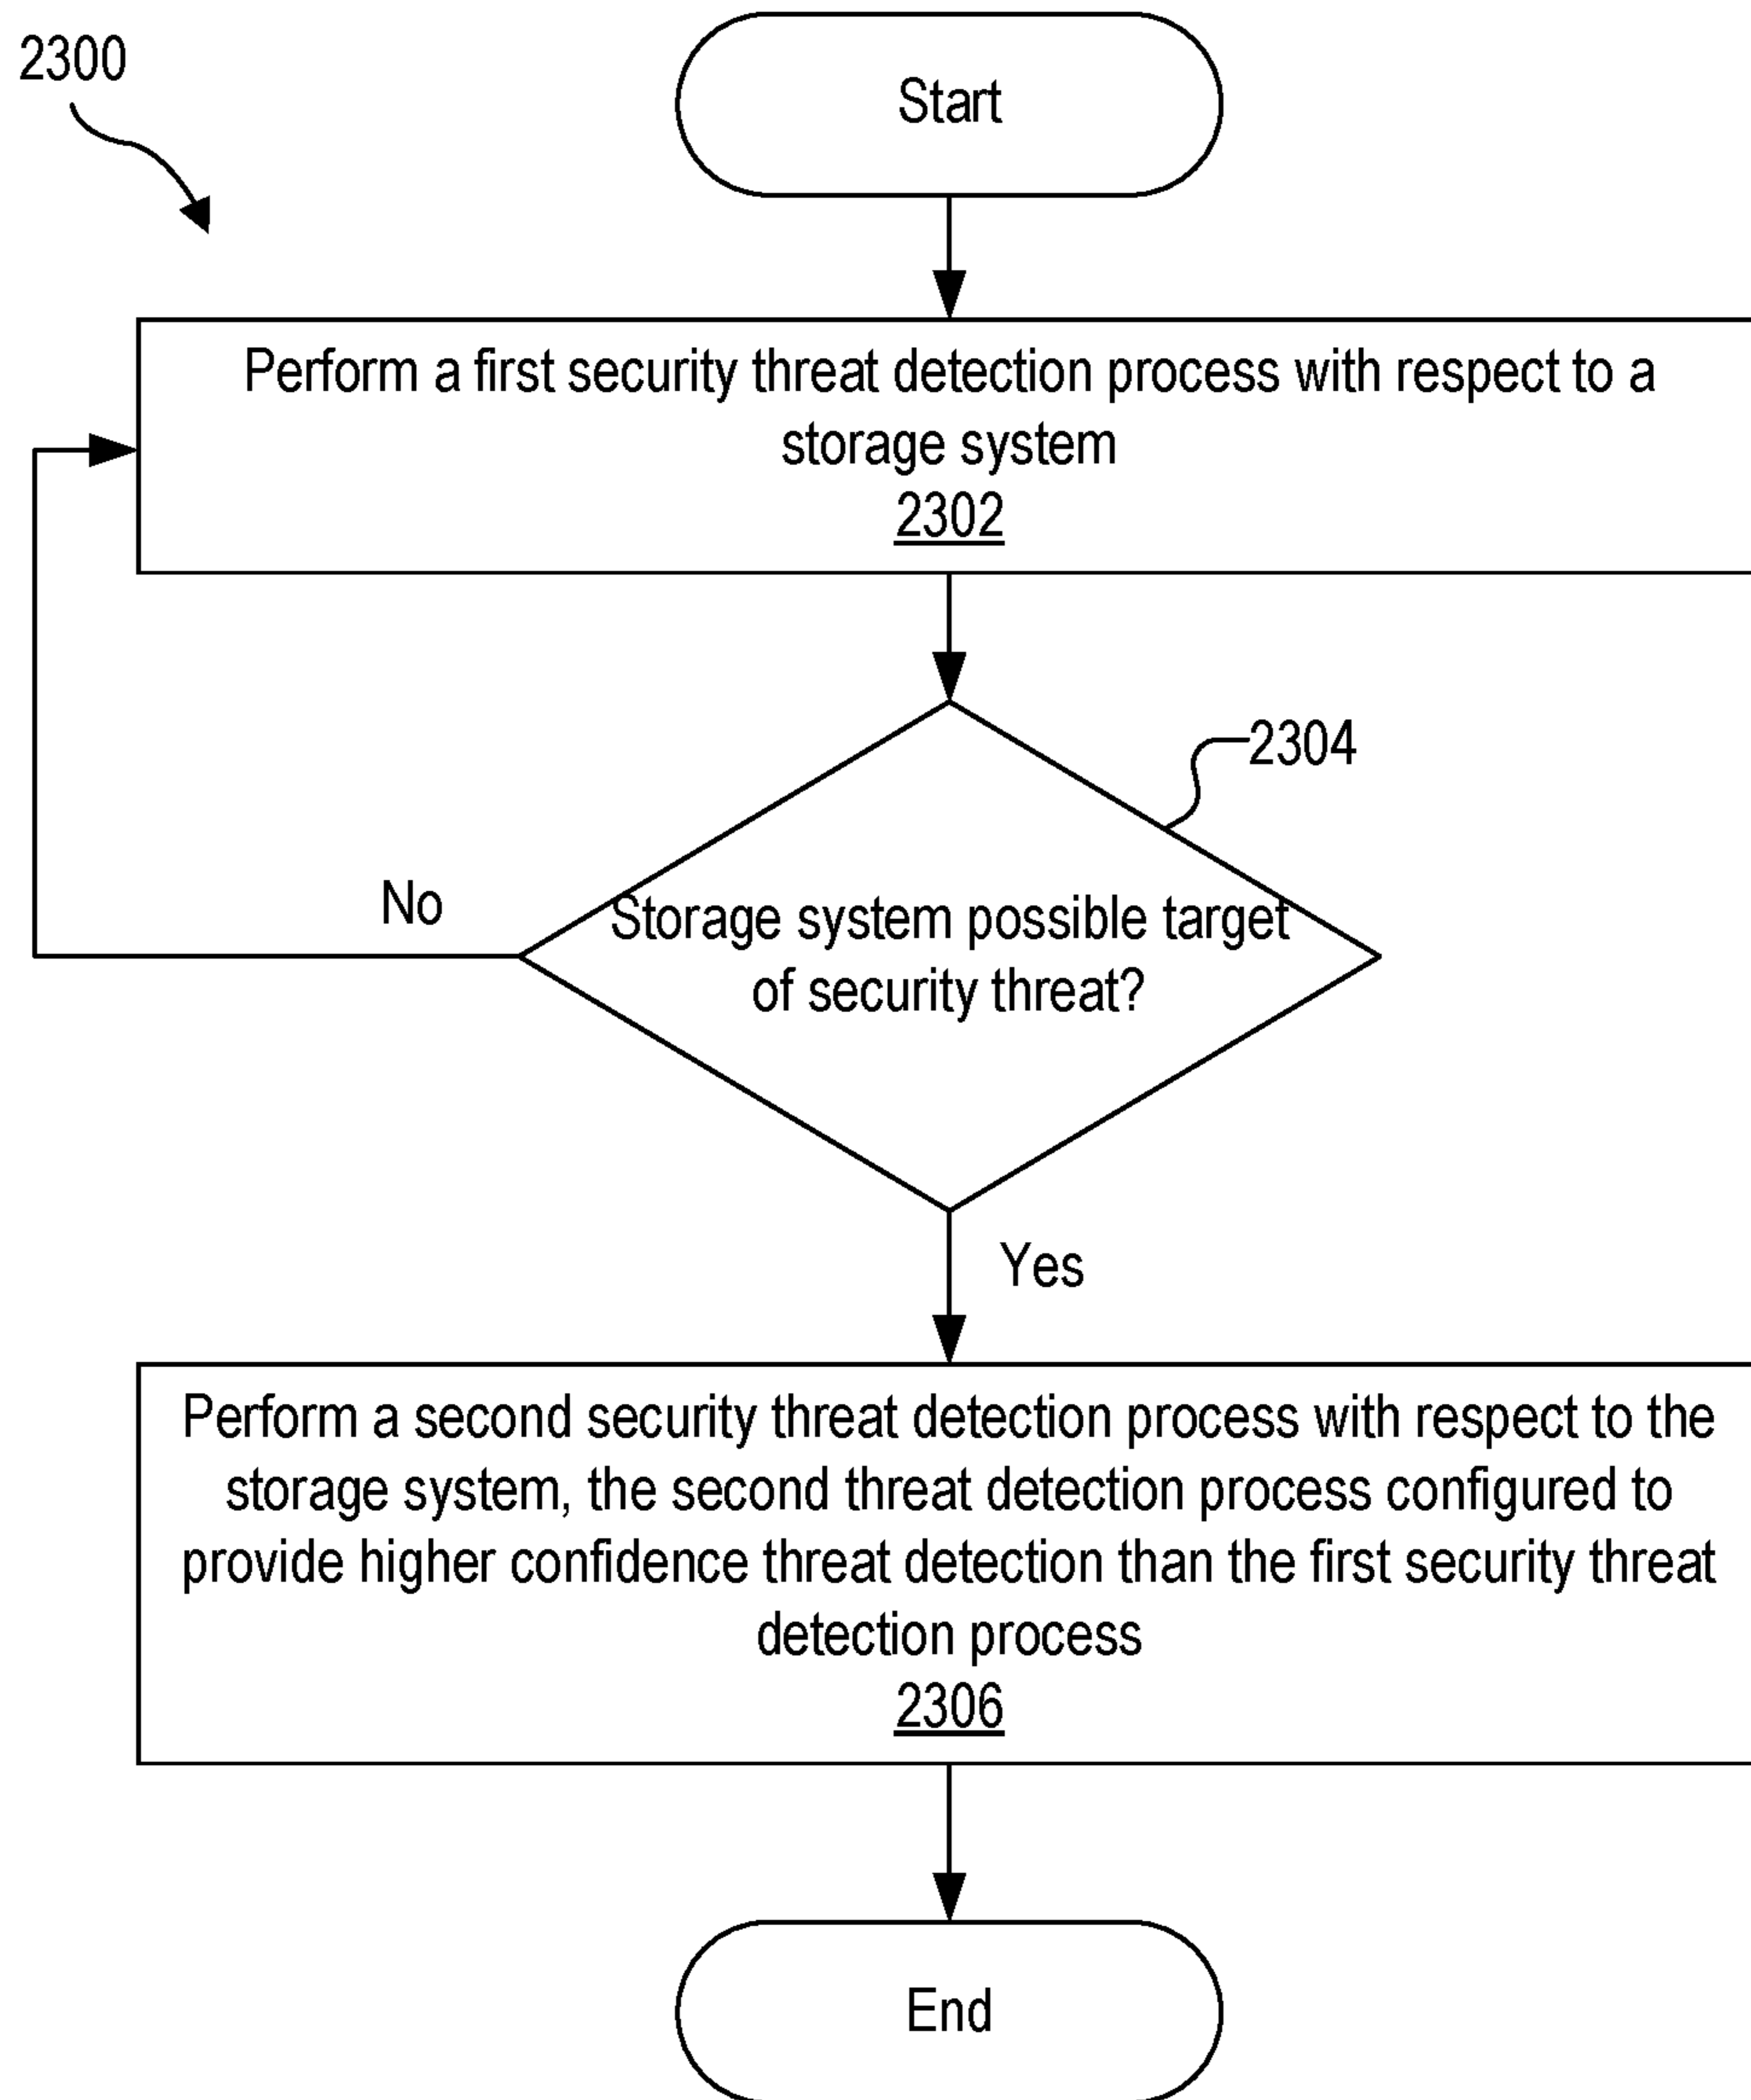 2300
Start
Perform a first security threat detection process with respect to a
storage system
2302
2304
No
Storage system possible target
of security threat?
Yes
Perform a second security threat detection process with respect to the
storage system, the second threat detection process configured to
provide higher confidence threat detection than the first security threat
detection process
2306
End